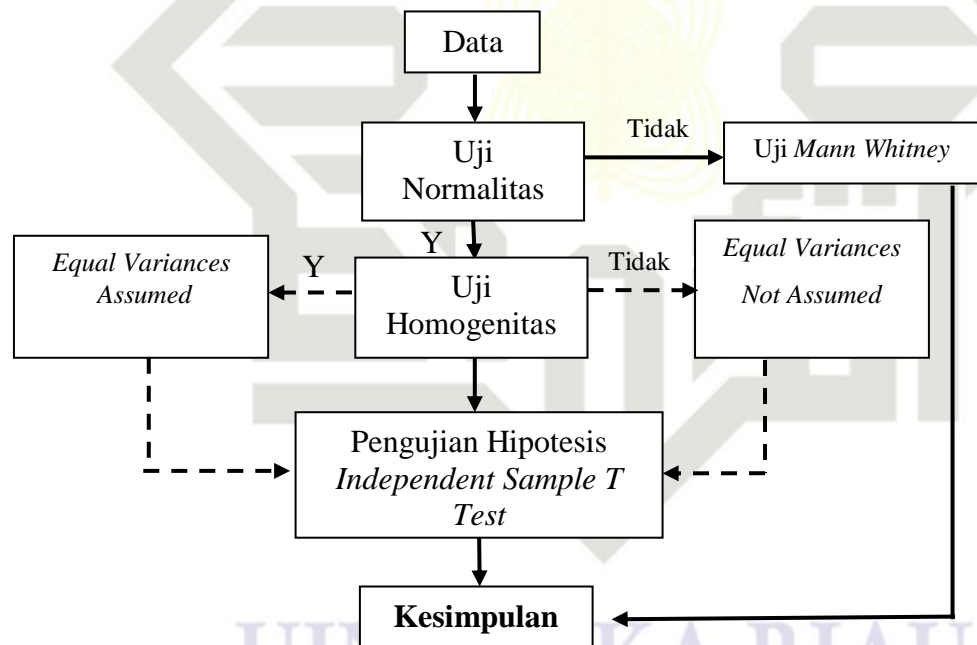 Data
Tidak
Uji
Normalitas
Uji Mann Whitney
Y
Equal Variances
Assumed
Y
Uji
Homogenitas
Tidak
Equal Variances
Not Assumed
Pengujian Hipotesis
Independent Sample T
Test
Kesimpulan